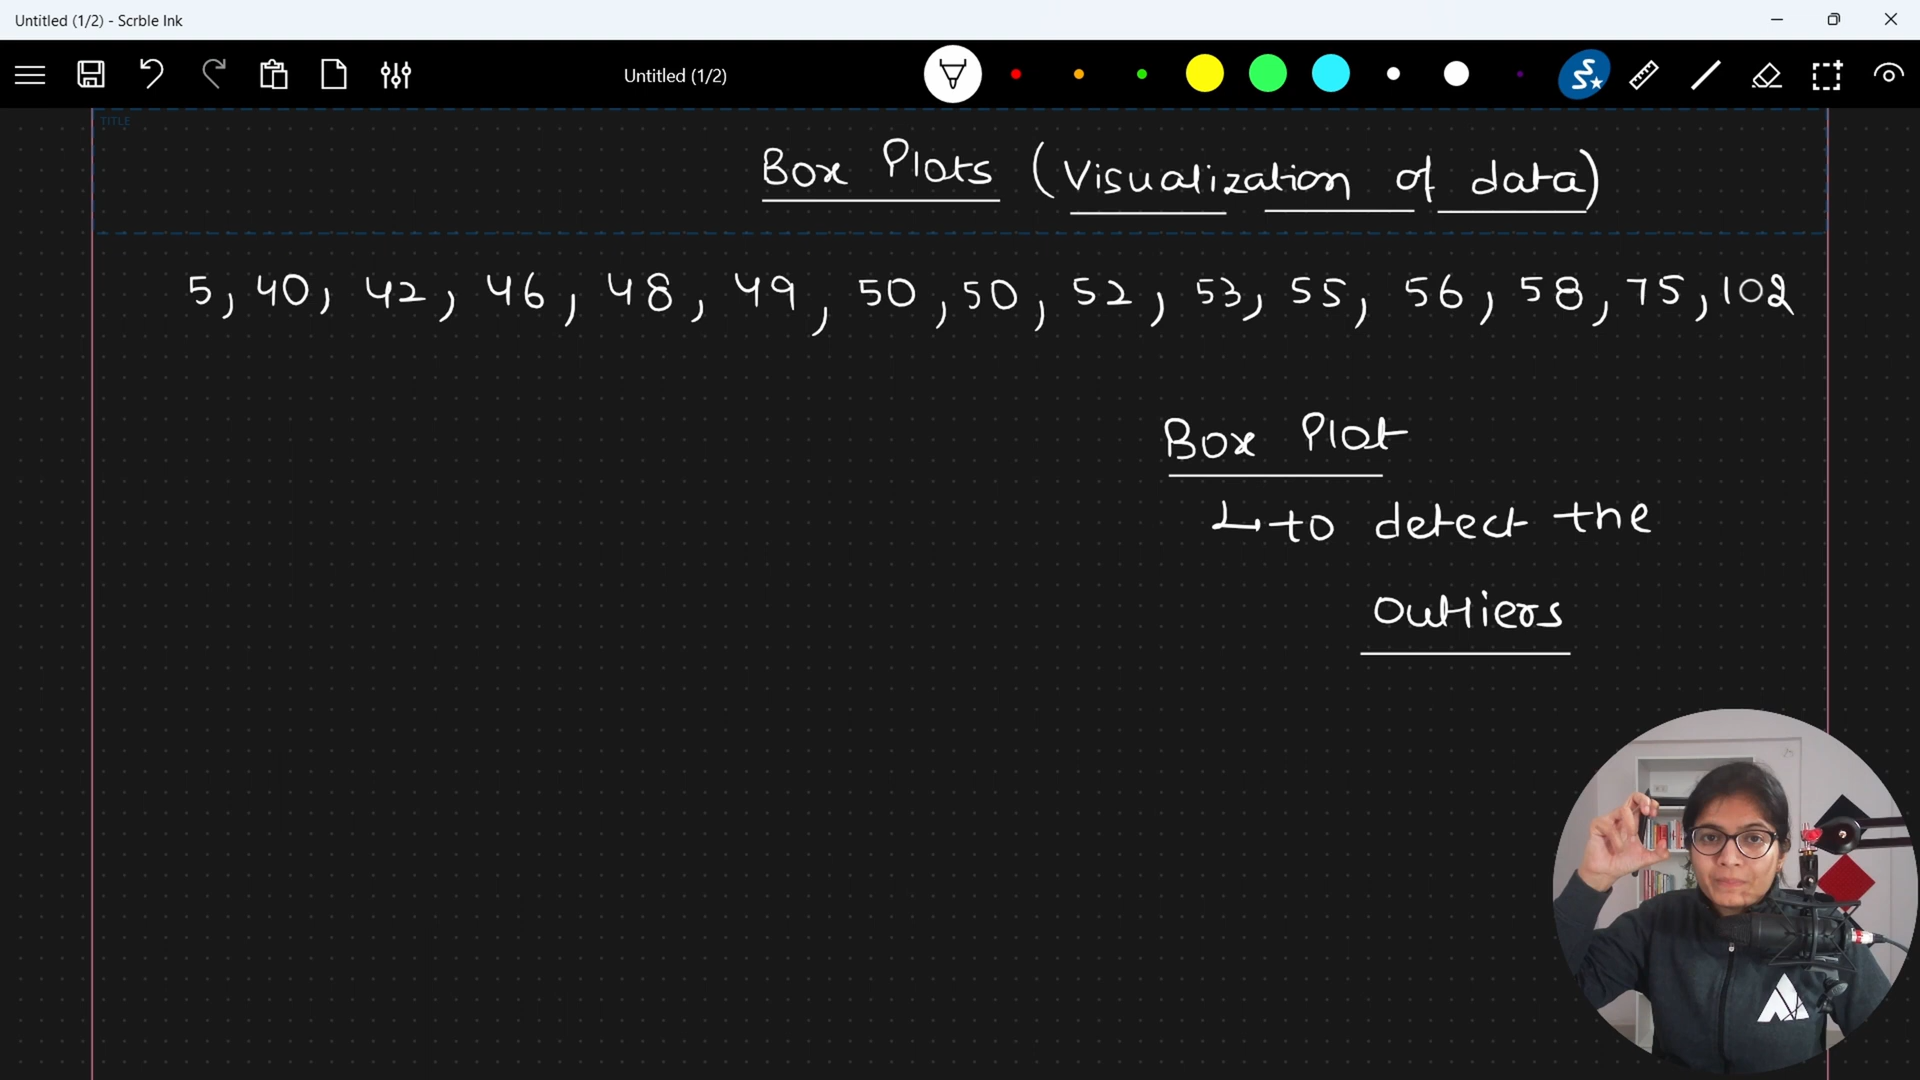 Untitled (1/2) - Scrble Ink
Untitled (1/2)
TITLE
Box Plots (Visualization of data)
5, 40, 42, 46, 48, 49, 50, 50, 52, 53, 55, 56, 58, 75, 102
Box Plot
↳ to detect the
Outliers